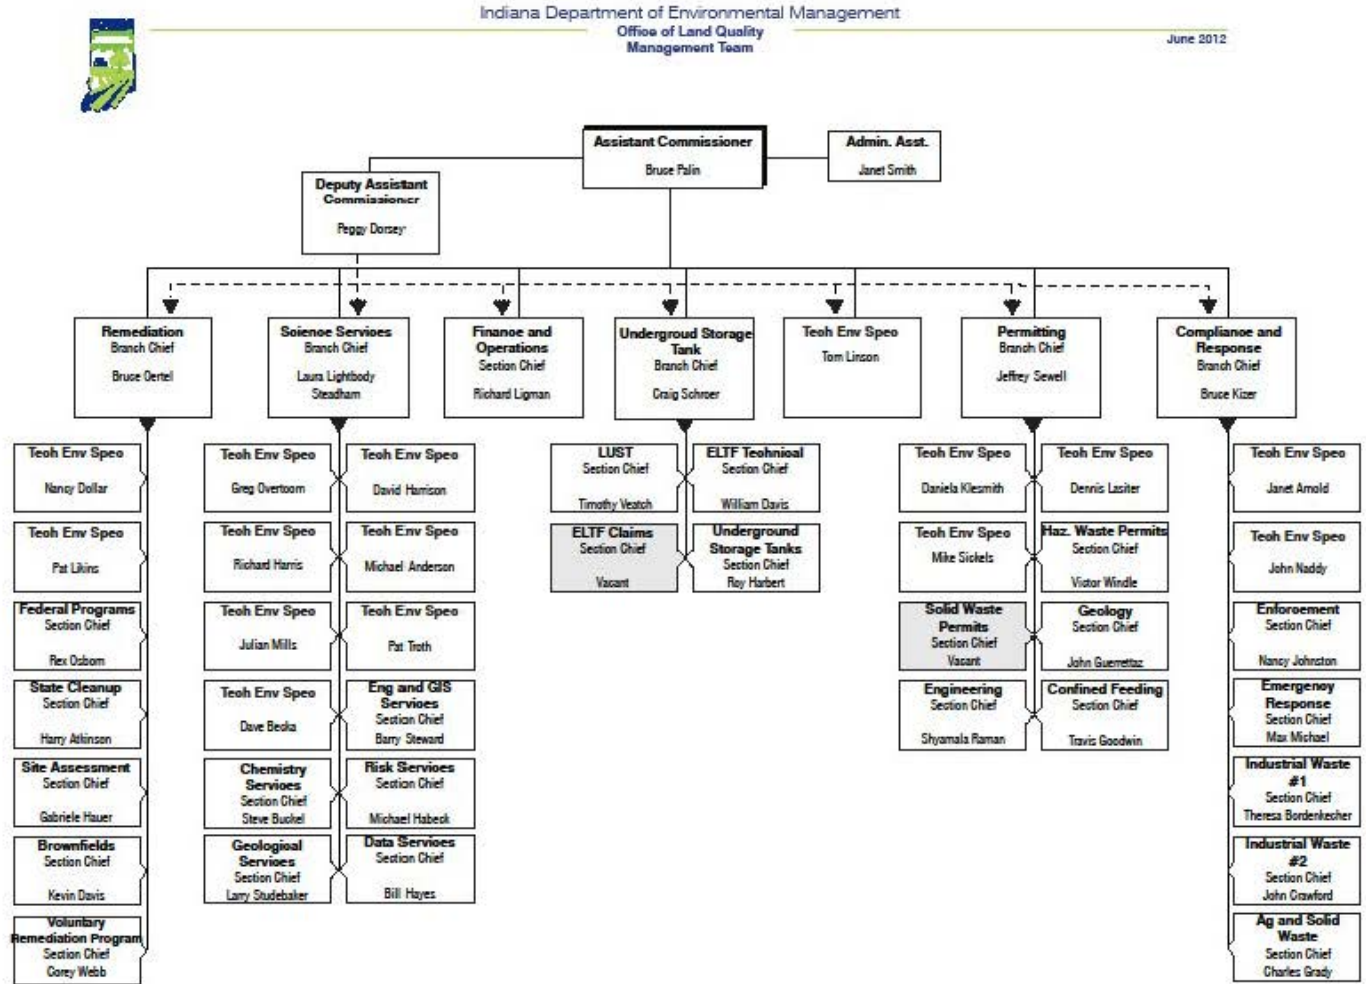 Indiana Department of Environmental Management
Office of Land Quality
Management Team
June 2012
Assistant Commissioner
Bruce Palin
Admin. Asst.
Janet Smith
Deputy Assistant
Commissioner
Peggy Dorsey
Remediation
Branch Chief
Bruce Oertel
Science Services
Branch Chief
Laura Lightbody
Steadham
Finance and
Operations
Section Chief
Richard Ligman
Undergroud Storage
Tank
Branch Chief
Craig Schroer
Tech Env Spec
Tom Linson
Permitting
Branch Chief
Jeffrey Sewell
Compliance and
Response
Branch Chief
Bruce Kizer
Tech Env Spec
Nancy Dollar
Tech Env Spec
Pat Likins
Federal Programs
Section Chief
Rex Osborn
State Cleanup
Section Chief
Harry Atkinson
Site Assessment
Section Chief
Gabriele Hauer
Brownfields
Section Chief
Kevin Davis
Voluntary
Remediation Program
Section Chief
Corey Webb
Tech Env Spec
Greg Overtoom
Tech Env Spec
David Harrison
Tech Env Spec
Richard Harris
Tech Env Spec
Michael Anderson
Tech Env Spec
Julian Mills
Tech Env Spec
Pat Troth
Tech Env Spec
Dave Beska
Eng and GIS
Services
Section Chief
Barry Steward
Chemistry
Services
Section Chief
Steve Buckel
Risk Services
Section Chief
Michael Habeck
Geological
Services
Section Chief
Larry Studebaker
Data Services
Section Chief
Bill Hayes
LUST
Section Chief
Timothy Veatch
ELTF Technical
Section Chief
William Davis
ELTF Claims
Section Chief
Vacant
Underground
Storage Tanks
Section Chief
Roy Harbert
Tech Env Spec
Daniela Klesmith
Tech Env Spec
Dennis Lasiter
Tech Env Spec
Mike Sickels
Haz. Waste Permits
Section Chief
Victor Windle
Solid Waste
Permits
Section Chief
Vacant
Geology
Section Chief
John Guerrettaz
Engineering
Section Chief
Shyamala Raman
Confined Feeding
Section Chief
Travis Goodwin
Tech Env Spec
Janet Arnold
Tech Env Spec
John Naddy
Enforcement
Section Chief
Nancy Johnston
Emergency
Response
Section Chief
Max Michael
Industrial Waste
#1
Section Chief
Theresa Bordenkecher
Industrial Waste
#2
Section Chief
John Crawford
Ag and Solid
Waste
Section Chief
Charles Grady